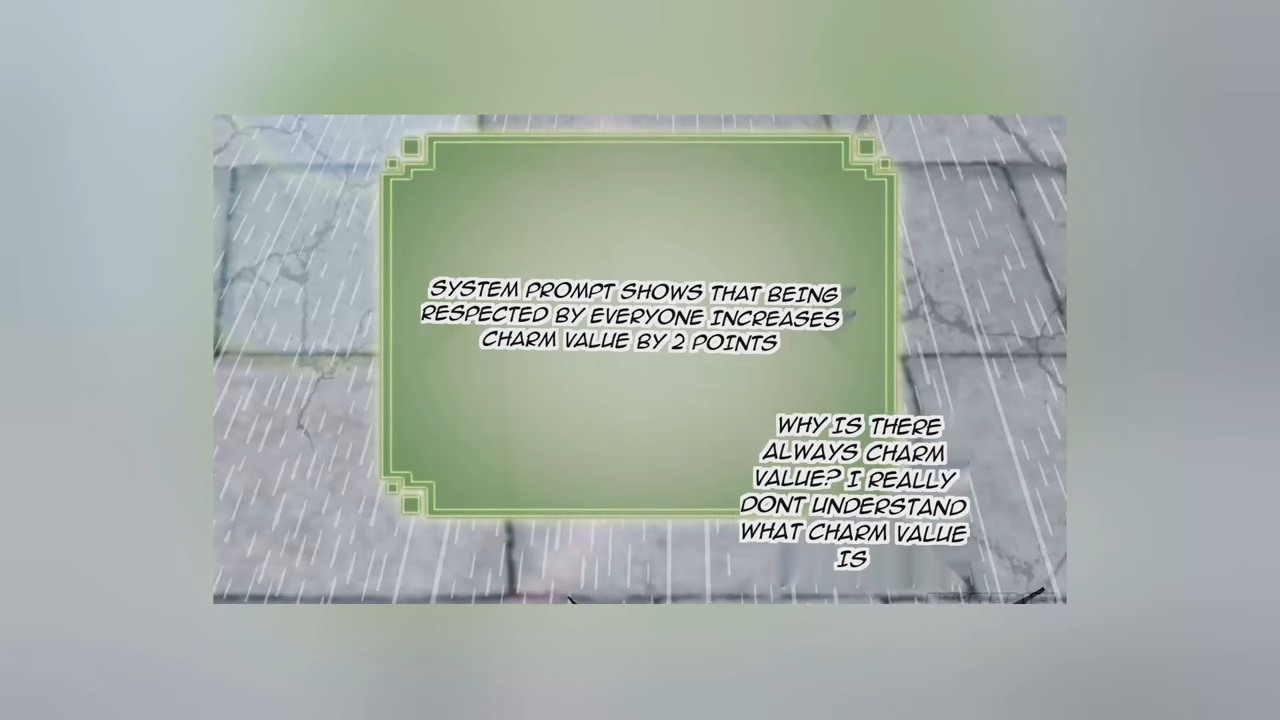 SYSTEM PROMPT SHOWS THAT BEING
RESPECTED BY EVERYONE INCREASES
CHARM VALUE BY 2 POINTS
WHY IS THERE
ALWAYS CHARM
VALUE? I REALLY
DONT UNDERSTAND
WHAT CHARM VALUE
IS